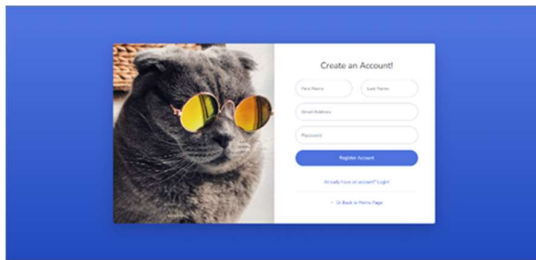 Create an Account!
First Name
Last Name
Email Address
Password
Register Account
Already have an account? Login
Go Back to Home Page